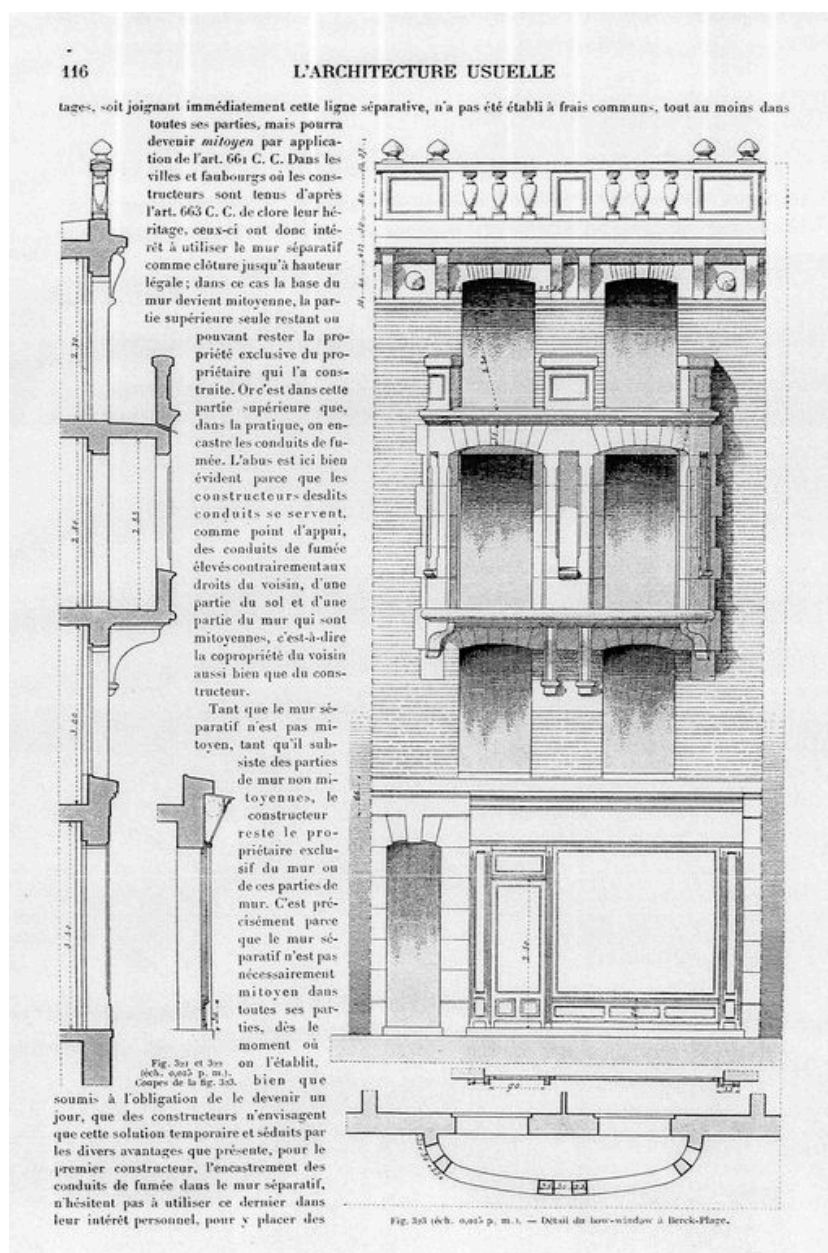 116
L'ARCHITECTURE USUELLE
tages, soit joignant immédiatement cette ligne séparative, n'a pas été établi à frais communs, tout au moins dans
toutes ses parties, mais pourra
devenir mitoyen par applica-
tion de l'art. 661 C. C. Dans les
villes et faubourgs où les cons-
tructeurs sont tenus d'après
l'art. 663 C. C. de clore leur hé-
ritage, ceux-ci ont donc inté-
rêt à utiliser le mur séparatif
comme clôture jusqu'à hauteur
légale; dans ce cas la base du
mur devient mitoyenne, la par-
tie supérieure seule restant ou
pouvant rester la pro-
priété exclusive du pro-
priétaire qui l'a cons-
truite. Or c'est dans cette
partie supérieure que,
dans la pratique, on en-
castre les conduits de fu-
mée. L'abus est ici bien
évident parce que les
constructeurs desdits
conduits se servent,
comme point d'appui,
des conduits de fumée
élevés contrairement aux
droits du voisin, d'une
partie du sol et d'une
partie du mur qui sont
mitoyennes, c'est-à-dire
la copropriété du voisin
aussi bien que du cons-
tructeur.
Tant que le mur sé-
paratif n'est pas mi-
toyen, tant qu'il sub-
siste des parties
de mur non mi-
toyennes, le
constructeur
reste le pro-
priétaire exclu-
sif du mur ou
de ces parties de
mur. C'est pré-
cisément parce
que le mur sé-
paratif n'est pas
nécessairement
mitoyen dans
toutes ses par-
ties, dès le
moment où
on l'établit,
bien que
soumis à l'obligation de le devenir un
jour, que des constructeurs n'envisagent
que cette solution temporaire et séduits par
les divers avantages que présente, pour le
premier constructeur, l'encastrement des
conduits de fumée dans le mur séparatif,
n'hésitent pas à utiliser ce dernier dans
leur intérêt personnel, pour y placer des
Fig. 321 et 322
(éch. 0,025 p. m.).
Coupes de la fig. 323.
2.50
90
Fig. 323 (éch. 0,025 p. m.). — Détail du bow-window à Berck-Plage.